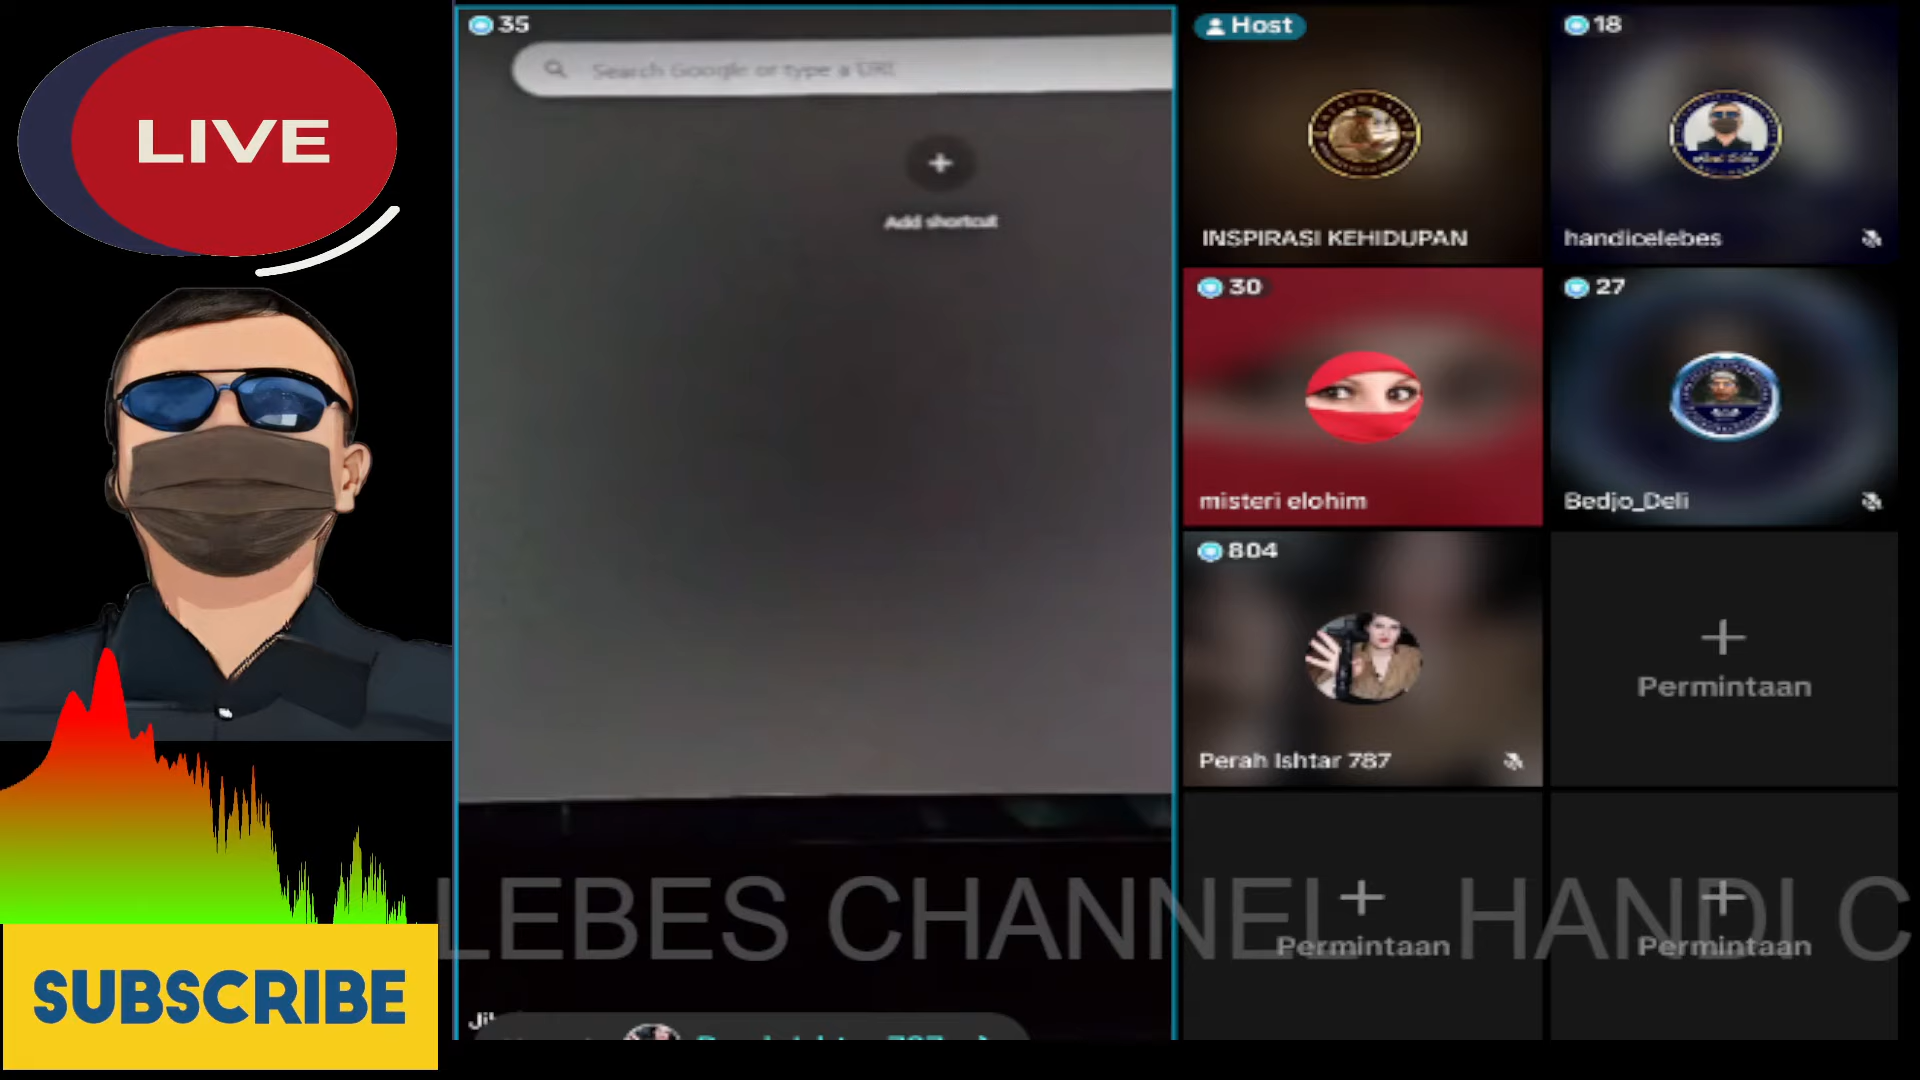 LIVE
35
Search Google or type a URL
Add shortcut
Host
INSPIRASI KEHIDUPAN
18
handicelebes
30
misteri elohim
27
Bedjo_Deli
804
Perah Ishtar 787
Permintaan
Permintaan
Permintaan
LEBES CHANNEL HANDI C
SUBSCRIBE